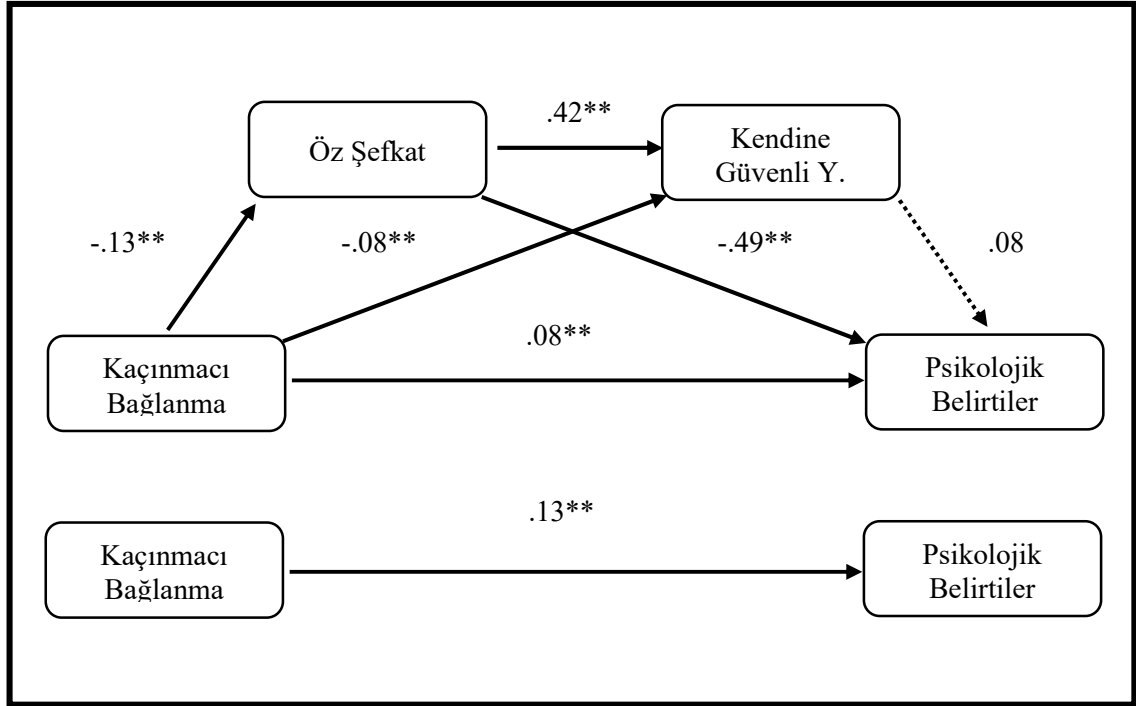 .42**
Öz Şefkat
Kendine
Güvenli Y.
-.13**
-.08**
-.49**
.08
.08**
Kaçınmacı
Bağlanma
Psikolojik
Belirtiler
.13**
Kaçınmacı
Bağlanma
Psikolojik
Belirtiler